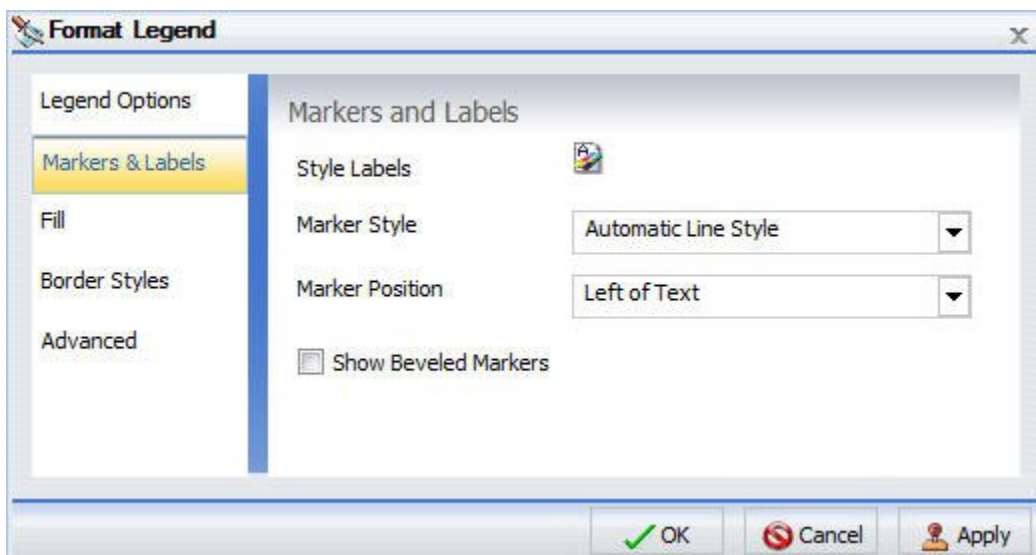 Format Legend
Legend Options
Markers & Labels
Fill
Border Styles
Advanced
Markers and Labels
Style Labels
Marker Style
Automatic Line Style
Marker Position
Left of Text
Show Beveled Markers
OK
Cancel
Apply